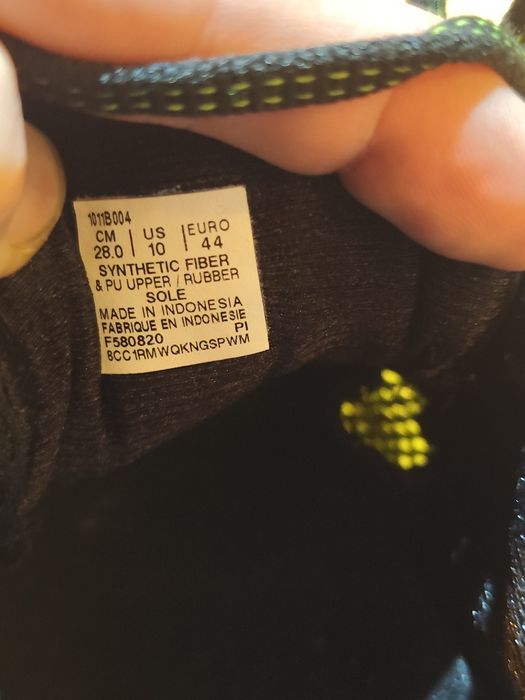 1011B004
CM | US | EURO
28.0 | 10 | 44
SYNTHETIC FIBER
& PU UPPER / RUBBER
SOLE
MADE IN INDONESIA
FABRIQUE EN INDONESIE
F580820 PI
8CC1RMWQKNGSPWM